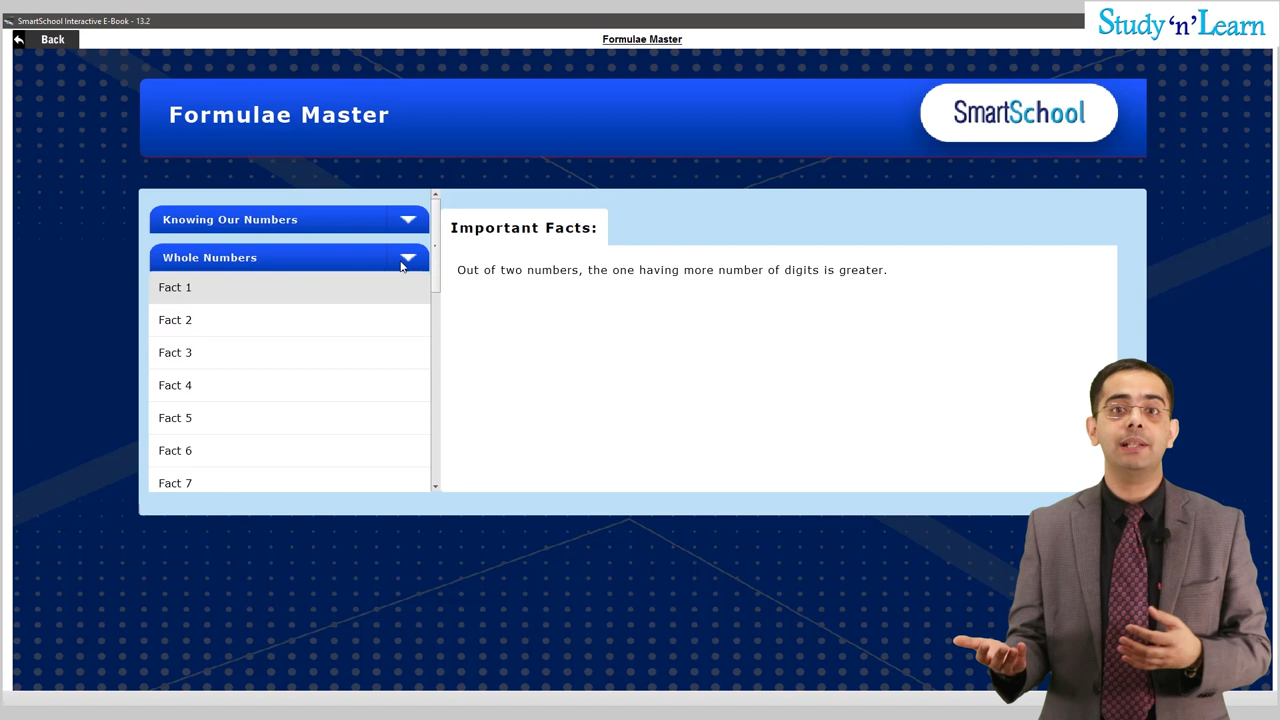 SmartSchool Interactive E-Book - 13.2
Study 'n' Learn
Back
Formulae Master
Formulae Master
SmartSchool
Knowing Our Numbers
Whole Numbers
Fact 1
Fact 2
Fact 3
Fact 4
Fact 5
Fact 6
Fact 7
Important Facts:
Out of two numbers, the one having more number of digits is greater.